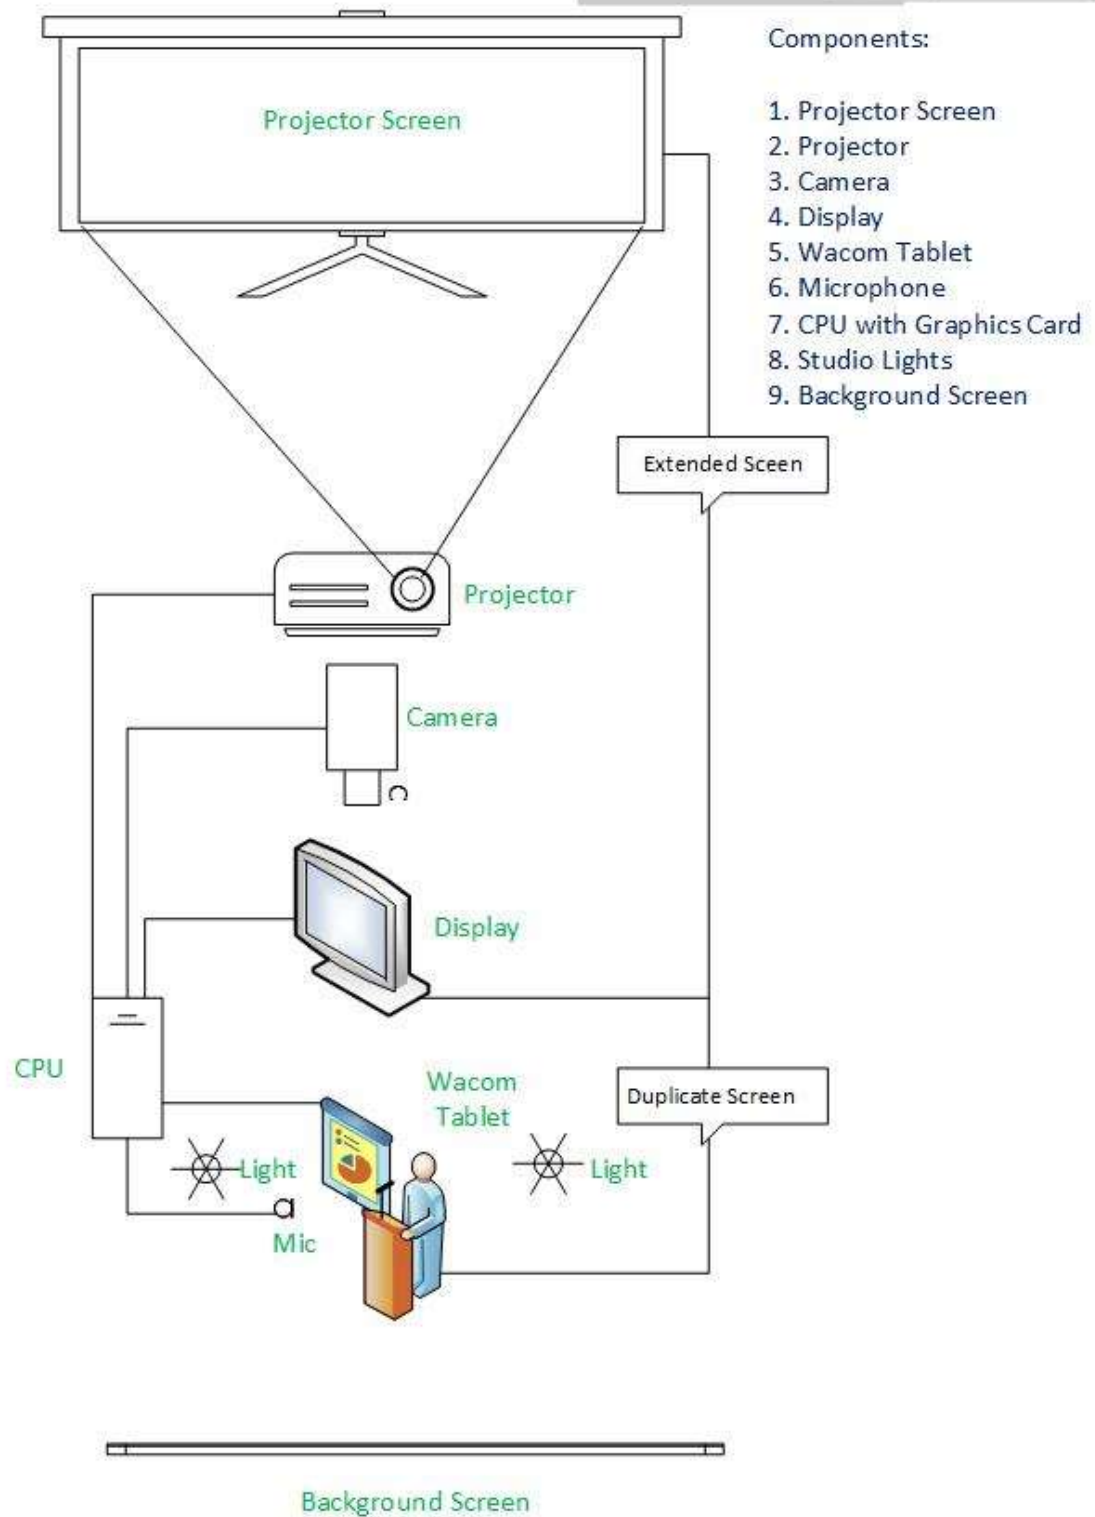 Projector Screen
Components:
1. Projector Screen
2. Projector
3. Camera
4. Display
5. Wacom Tablet
6. Microphone
7. CPU with Graphics Card
8. Studio Lights
9. Background Screen
Extended Sceen
Projector
Camera
Display
CPU
Wacom
Tablet
Duplicate Screen
Light
Light
Mic
Background Screen